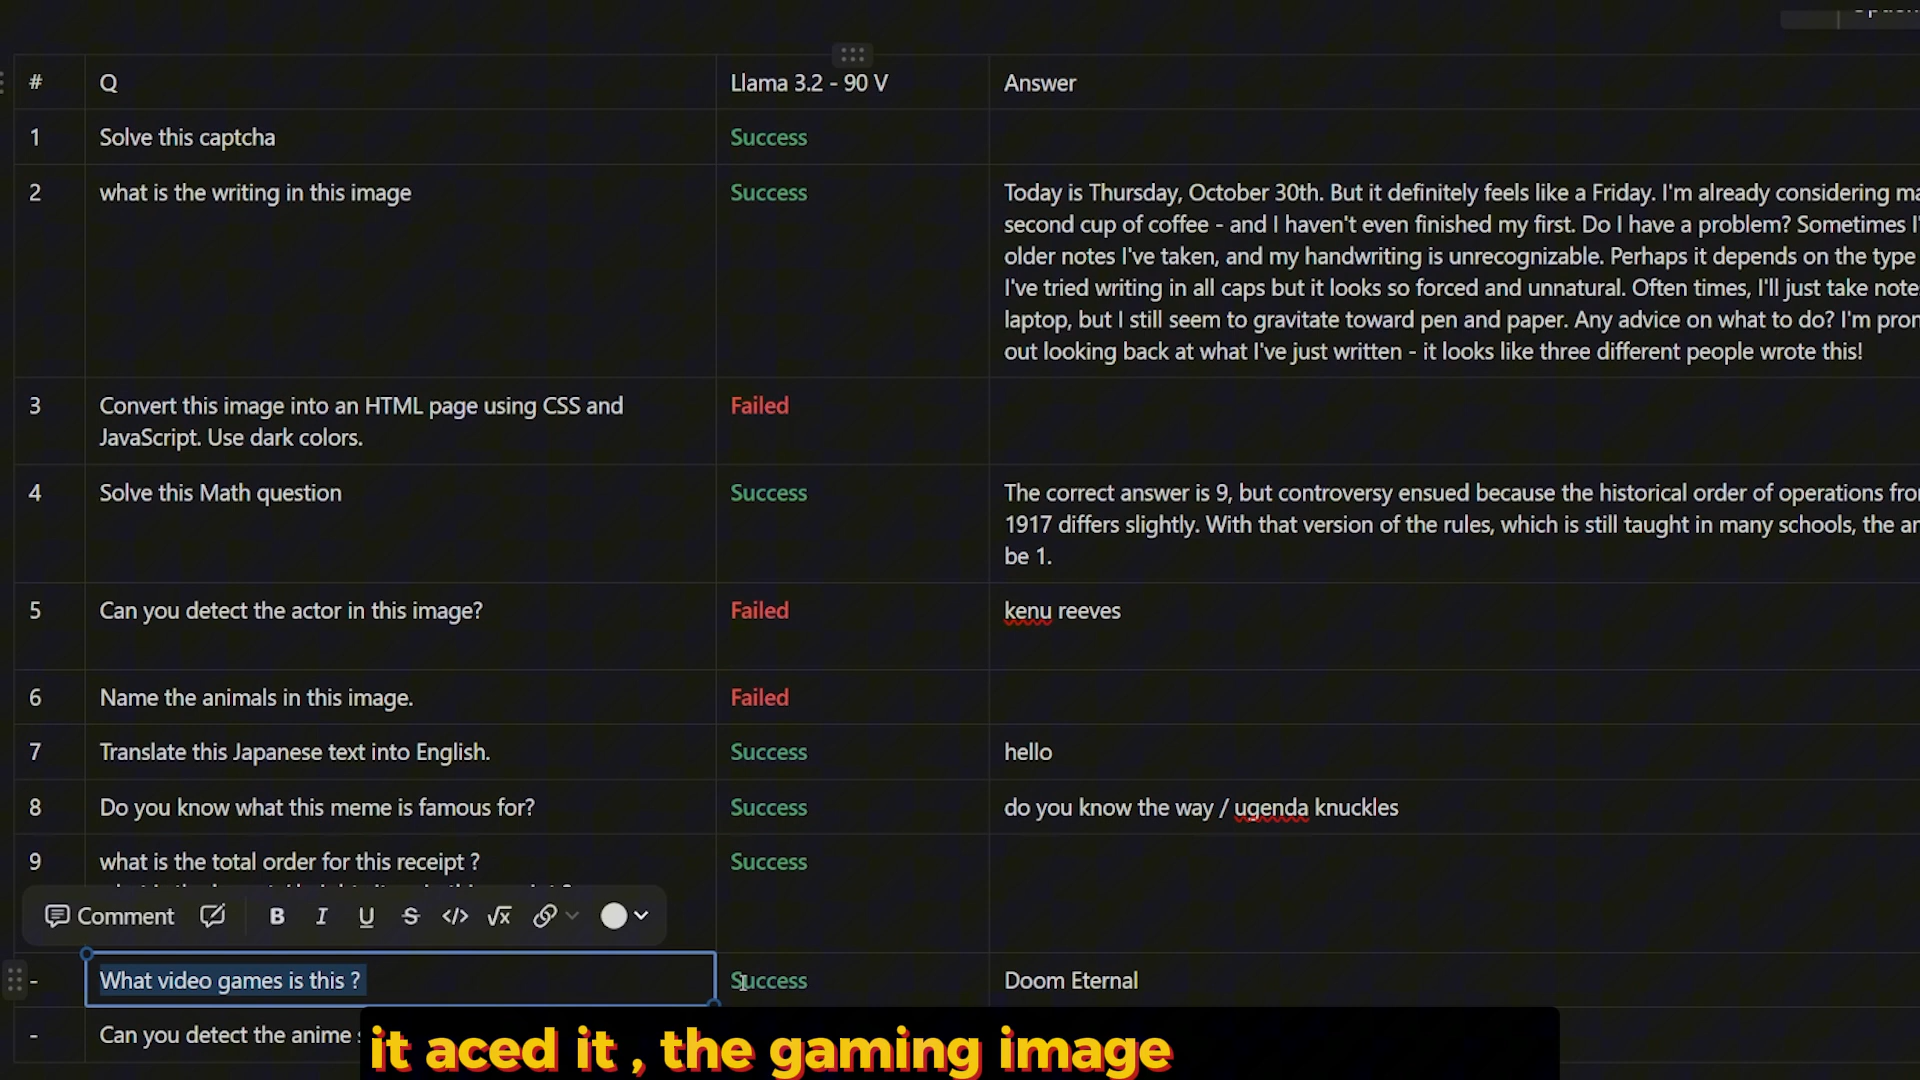 # Q Llama 3.2 - 90 V Answer
1 Solve this captcha Success
2 what is the writing in this image Success
Today is Thursday, October 30th. But it definitely feels like a Friday. I'm already considering
second cup of coffee - and I haven't even finished my first. Do I have a problem? Sometimes
older notes I've taken, and my handwriting is unrecognizable. Perhaps it depends on the type
I've tried writing in all caps but it looks so forced and unnatural. Often times, I'll just take
laptop, but I still seem to gravitate toward pen and paper. Any advice on what to do? I'm
out looking back at what I've just written - it looks like three different people wrote this!
3 Convert this image into an HTML page using CSS and Failed
JavaScript. Use dark colors.
4 Solve this Math question Success
The correct answer is 9, but controversy ensued because the historical order of operations
1917 differs slightly. With that version of the rules, which is still taught in many schools, the
be 1.
5 Can you detect the actor in this image? Failed kenu reeves
6 Name the animals in this image. Failed
7 Translate this Japanese text into English. Success hello
8 Do you know what this meme is famous for? Success do you know the way / ugenda knuckles
9 what is the total order for this receipt ? Success
Comment B I U S </> √x
- What video games is this ? Success Doom Eternal
- Can you detect the anime
it aced it , the gaming image